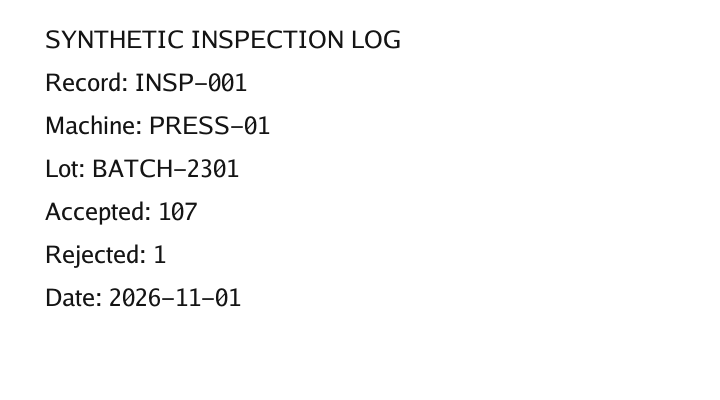 SYNTHETIC INSPECTION LOG
Record: INSP-001
Machine: PRESS-01
Lot: BATCH-2301
Accepted: 107
Rejected: 1
Date: 2026-11-01